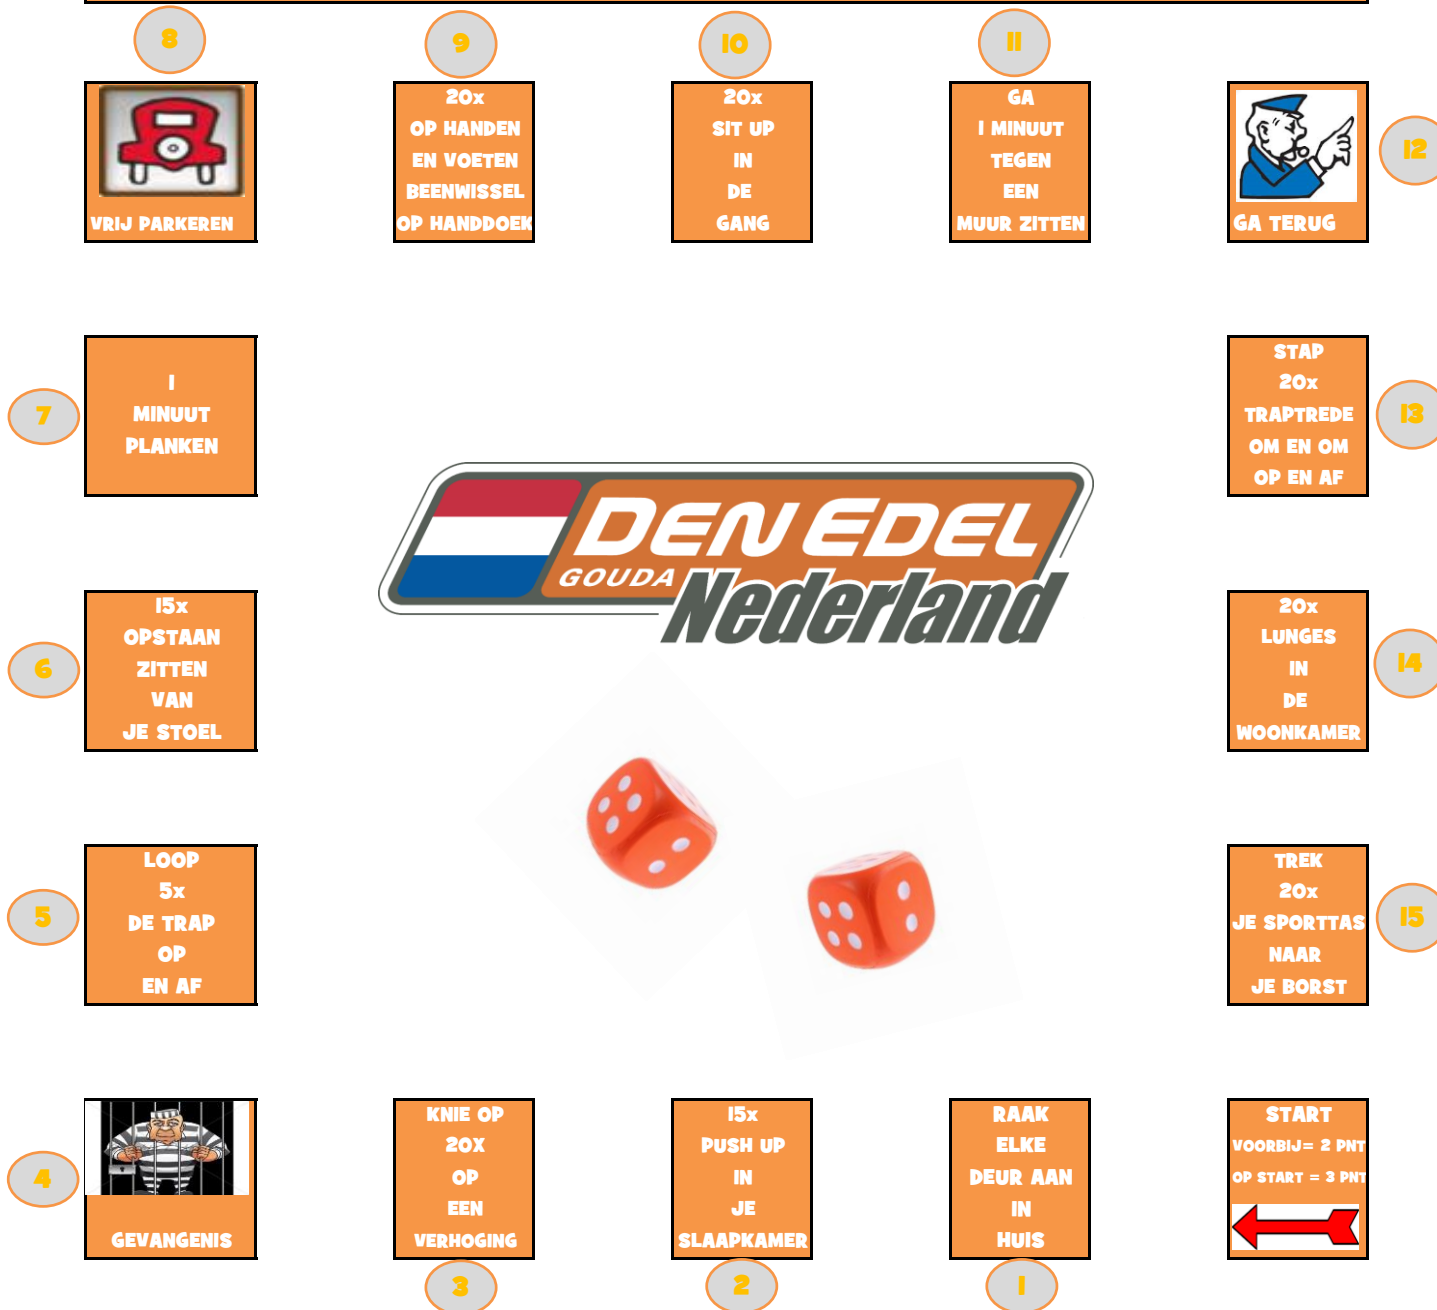 8
9
10
11
VRIJ PARKEREN
20x
OP HANDEN
EN VOETEN
BEENWISSEL
OP HANDDOEK
20x
SIT UP
IN
DE
GANG
GA
1 MINUUT
TEGEN
EEN
MUUR ZITTEN
GA TERUG
12
7
1
MINUUT
PLANKEN
STAP
20x
TRAPTREDE
OM EN OM
OP EN AF
13
DEN EDEL
GOUDA
Nederland
6
15x
OPSTAAN
ZITTEN
VAN
JE STOEL
20x
LUNGES
IN
DE
WOONKAMER
14
5
LOOP
5x
DE TRAP
OP
EN AF
TREK
20x
JE SPORTTAS
NAAR
JE BORST
15
4
GEVANGENIS
KNIE OP
20X
OP
EEN
VERHOGING
15x
PUSH UP
IN
JE
SLAAPKAMER
RAAK
ELKE
DEUR AAN
IN
HUIS
START
VOORBIJ= 2 PNT
OP START = 3 PNT
3
2
1